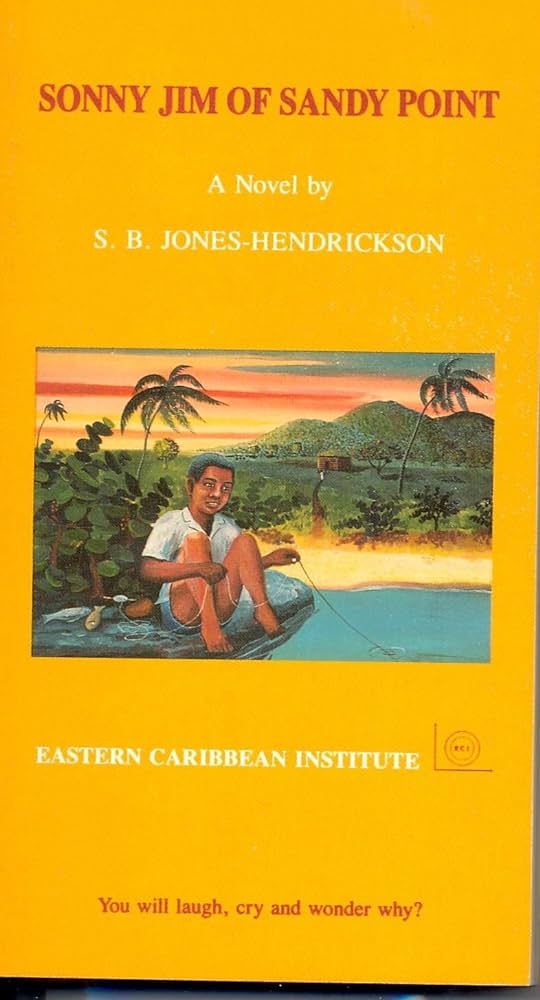 SONNY JIM OF SANDY POINT
A Novel by
S. B. JONES-HENDRICKSON
EASTERN CARIBBEAN INSTITUTE
ECI
You will laugh, cry and wonder why?